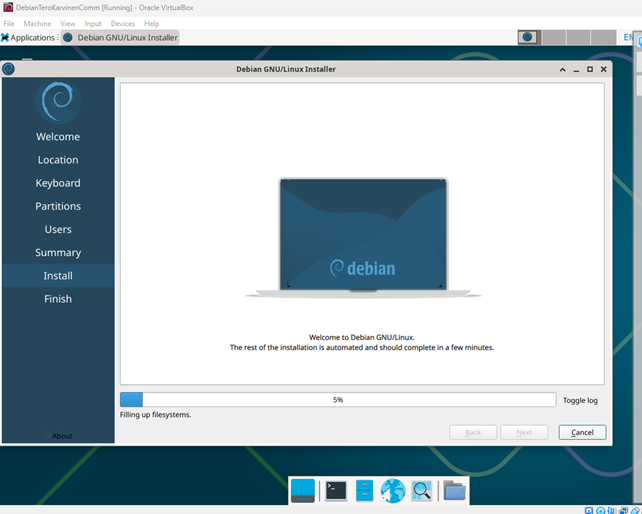 DebianTeroKarvinenComm [Running] - Oracle VirtualBox
File Machine View Input Devices Help
Applications Debian GNU/Linux Installer
Debian GNU/Linux Installer
Welcome
Location
Keyboard
Partitions
Users
Summary
Install
Finish
About
debian
Welcome to Debian GNU/Linux.
The rest of the installation is automated and should complete in a few minutes.
5%
Toggle log
Filling up filesystems.
Back
Next
Cancel